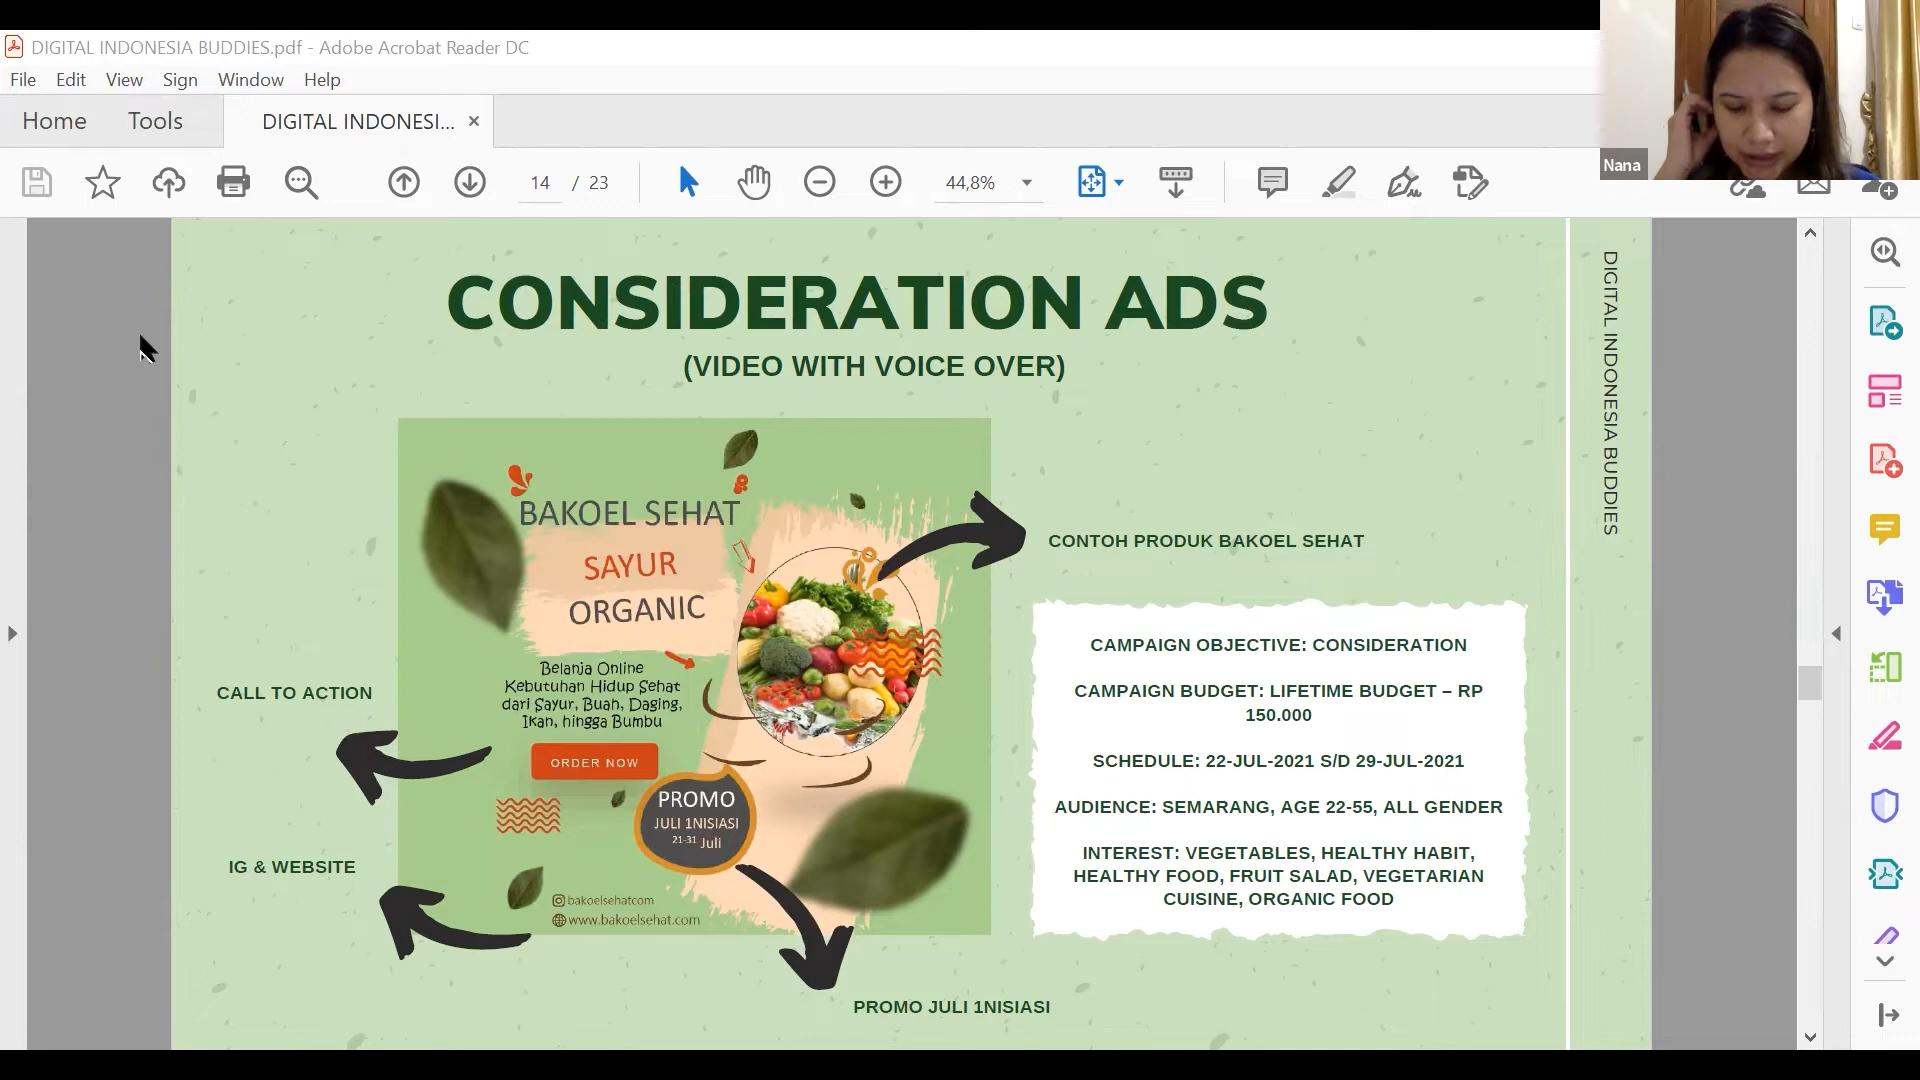 DIGITAL INDONESIA BUDDIES.pdf - Adobe Acrobat Reader DC
File Edit View Sign Window Help
Home Tools DIGITAL INDONESI... ×
14 / 23 44,8%
Nana
CONSIDERATION ADS
(VIDEO WITH VOICE OVER)
DIGITAL INDONESIA BUDDIES
BAKOEL SEHAT
SAYUR
ORGANIC
Belanja Online
Kebutuhan Hidup Sehat
dari Sayur, Buah, Daging,
Ikan, hingga Bumbu
ORDER NOW
PROMO
JULI 1NISIASI
21-31 Juli
bakoelsehatcom
www.bakoelsehat.com
CALL TO ACTION
IG & WEBSITE
CONTOH PRODUK BAKOEL SEHAT
CAMPAIGN OBJECTIVE: CONSIDERATION
CAMPAIGN BUDGET: LIFETIME BUDGET – RP
150.000
SCHEDULE: 22-JUL-2021 S/D 29-JUL-2021
AUDIENCE: SEMARANG, AGE 22-55, ALL GENDER
INTEREST: VEGETABLES, HEALTHY HABIT,
HEALTHY FOOD, FRUIT SALAD, VEGETARIAN
CUISINE, ORGANIC FOOD
PROMO JULI 1NISIASI